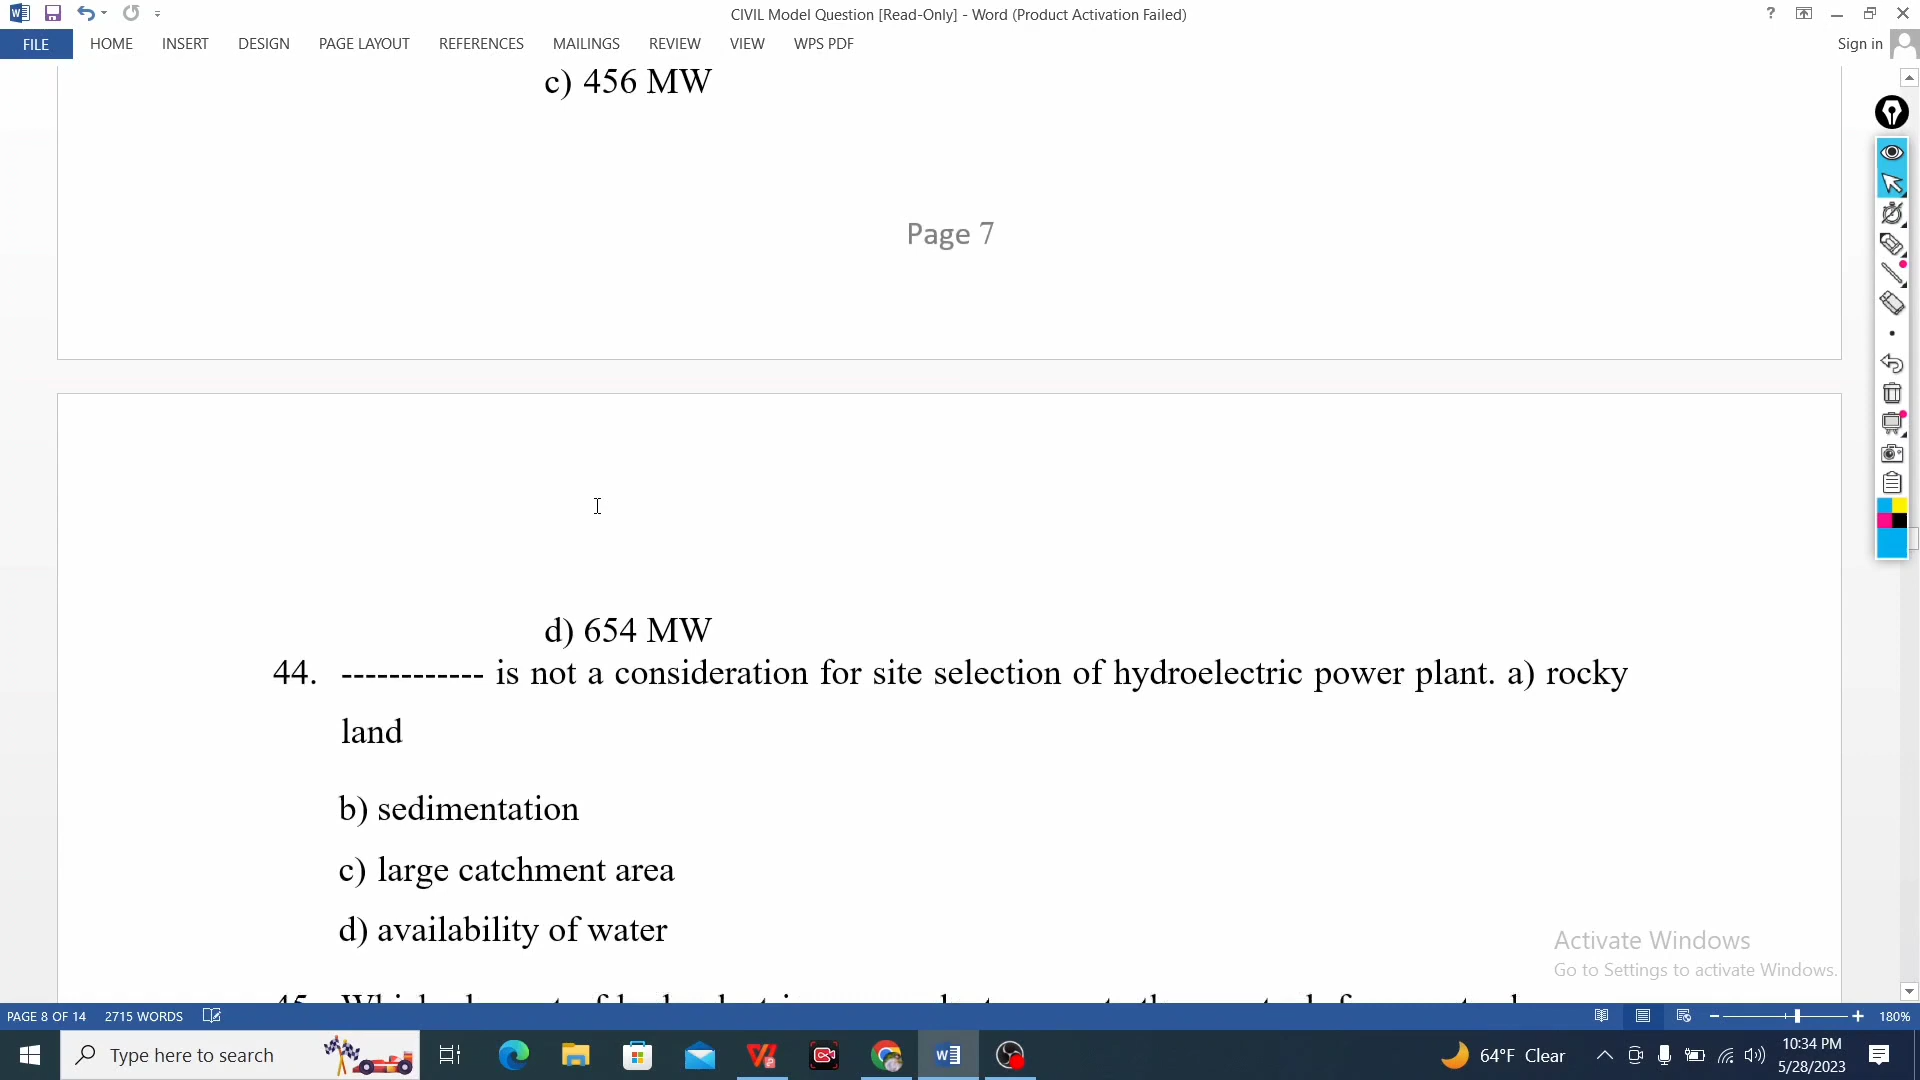 CIVIL Model Question [Read-Only] - Word (Product Activation Failed)
FILE HOME INSERT DESIGN PAGE LAYOUT REFERENCES MAILINGS REVIEW VIEW WPS PDF Sign in
c) 456 MW
Page 7
d) 654 MW
44. ------------ is not a consideration for site selection of hydroelectric power plant. a) rocky
land
b) sedimentation
c) large catchment area
d) availability of water
Activate Windows
Go to Settings to activate Windows.
PAGE 8 OF 14 2715 WORDS 180%
Type here to search 64°F Clear 10:34 PM
5/28/2023